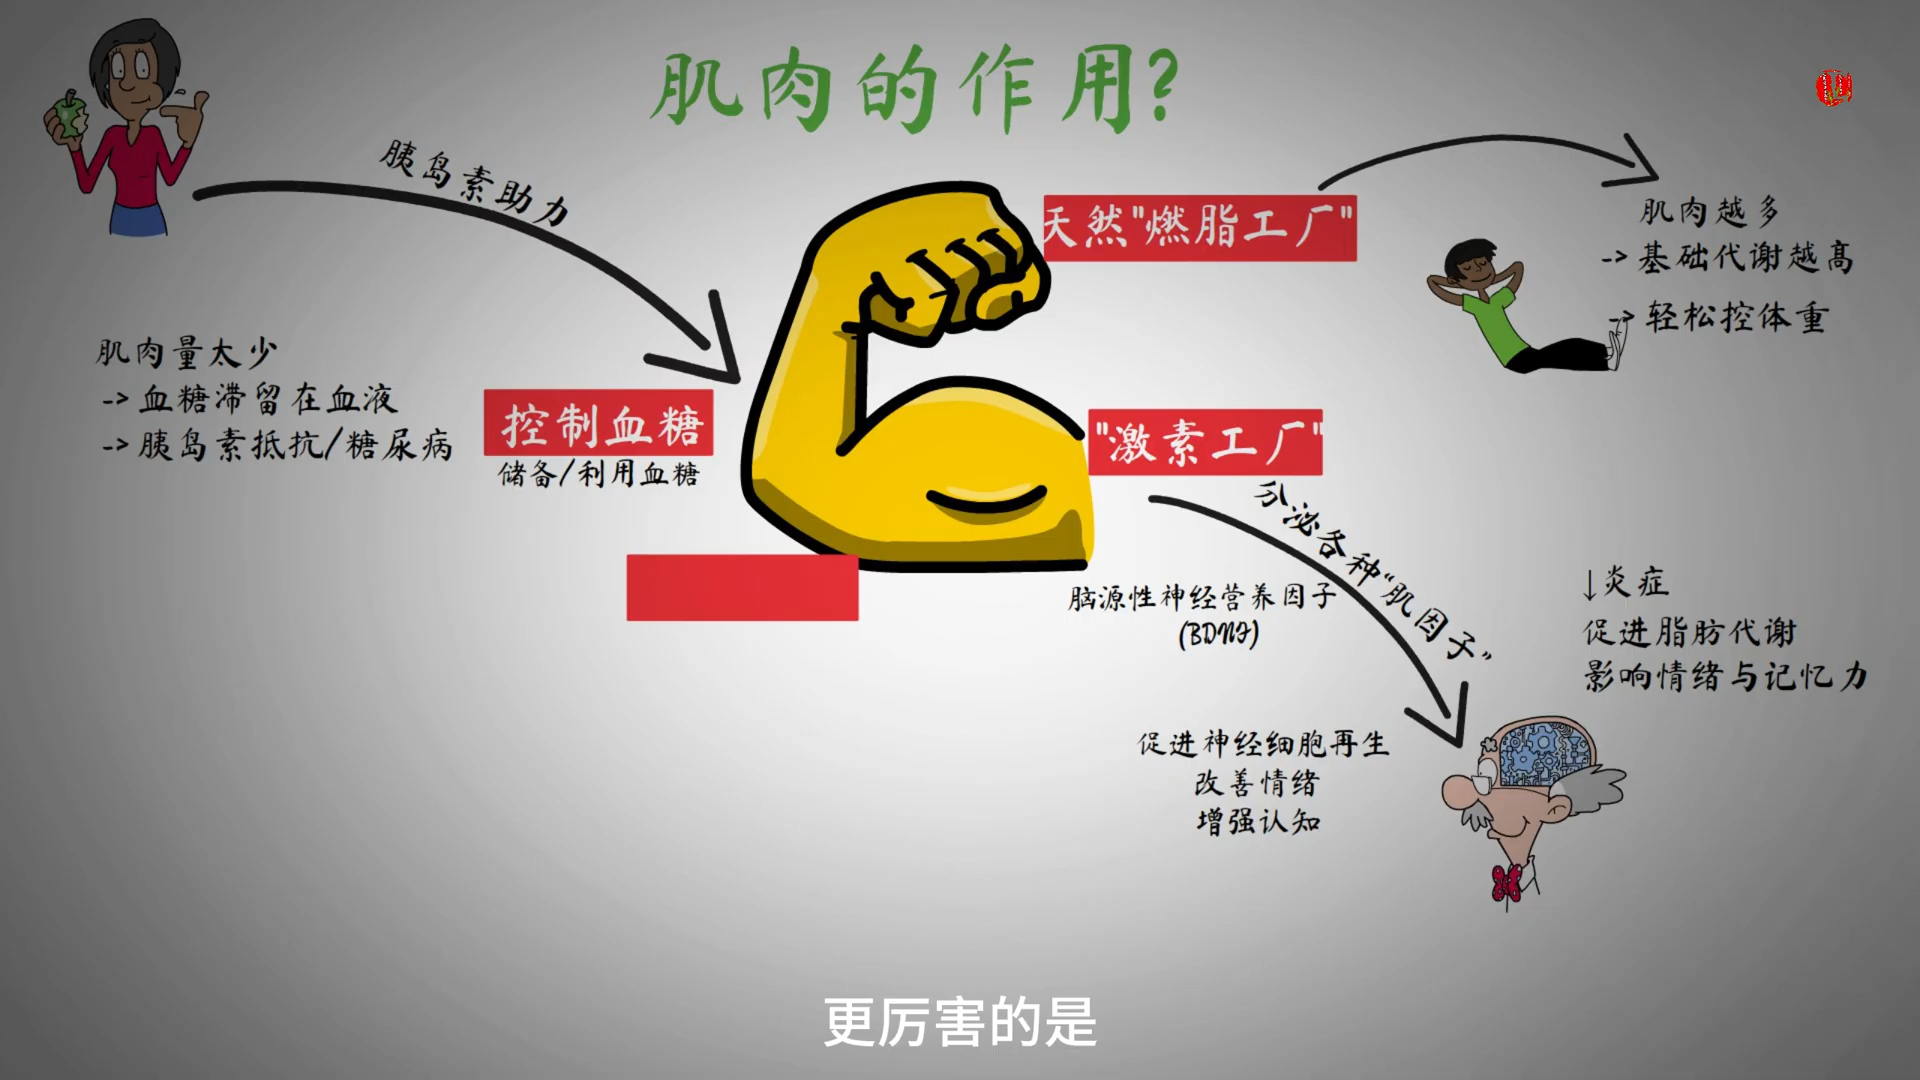 肌肉的作用?
胰岛素助力
天然"燃脂工厂"
肌肉越多
-> 基础代谢越高
-> 轻松控体重
肌肉量太少
-> 血糖滞留在血液
-> 胰岛素抵抗/糖尿病
控制血糖
储备/利用血糖
"激素工厂"
分泌各种“肌因子”
脑源性神经营养因子
(BDNF)
↓炎症
促进脂肪代谢
影响情绪与记忆力
促进神经细胞再生
改善情绪
增强认知
更厉害的是